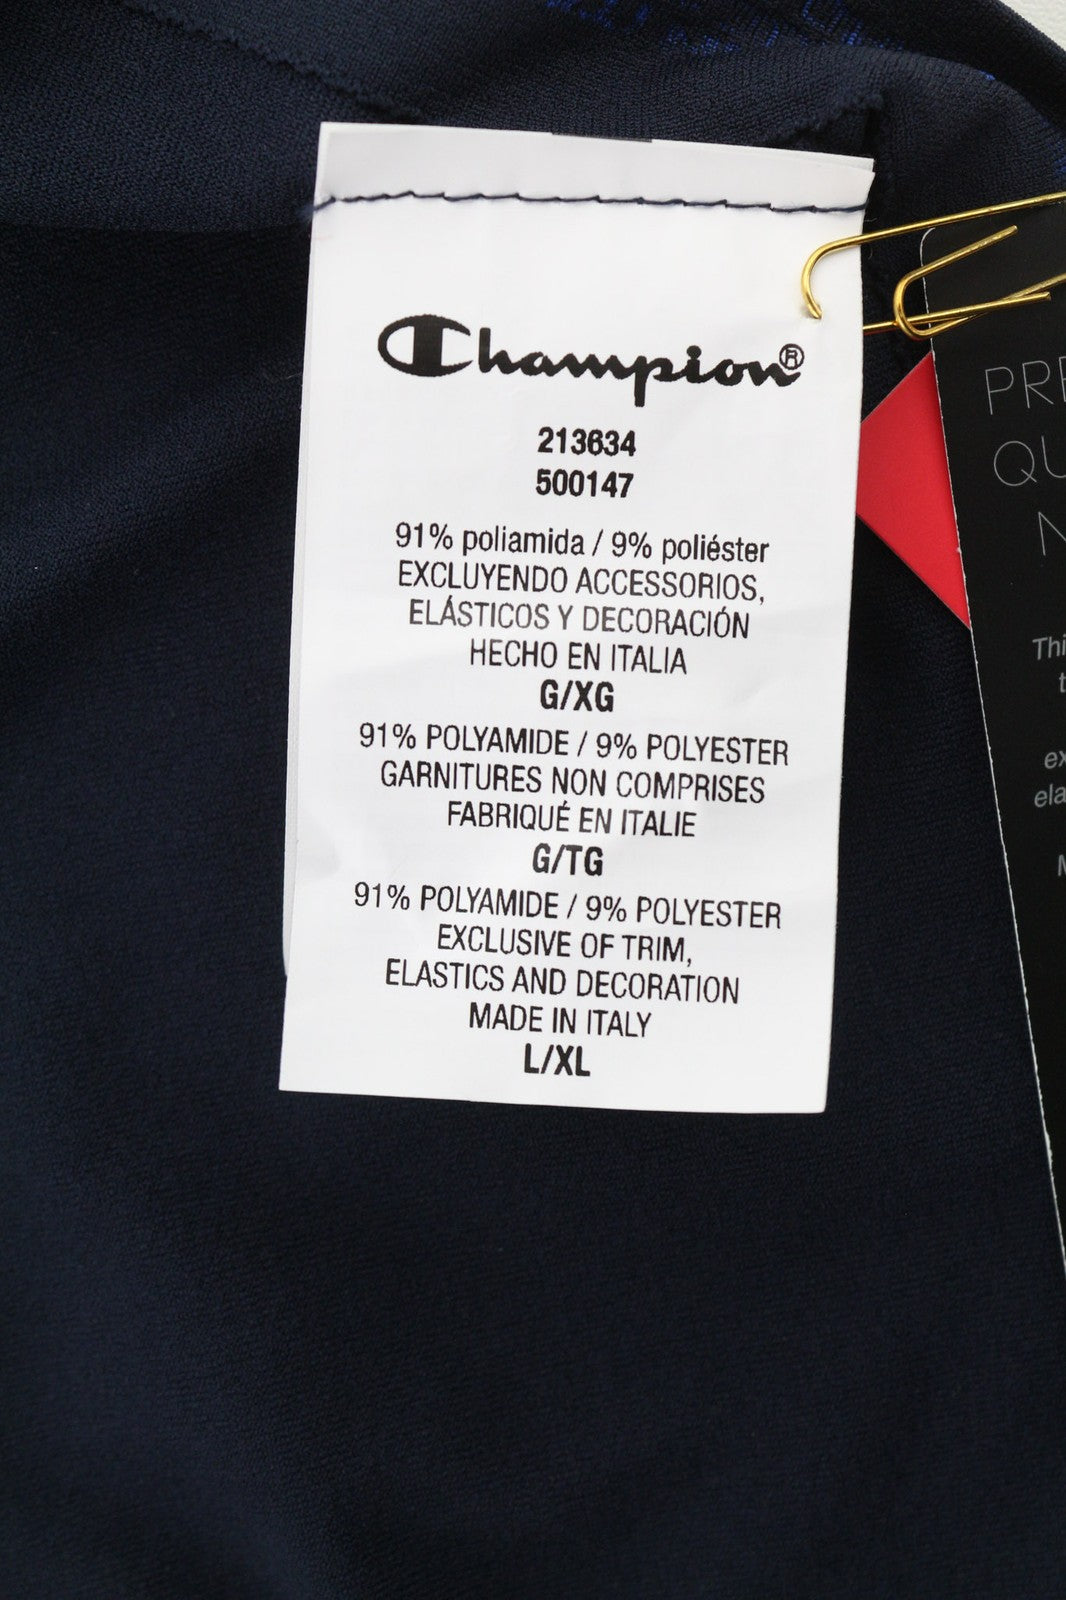 Champion®
213634
500147
91% poliamida / 9% poliéster
EXCLUYENDO ACCESSORIOS,
ELÁSTICOS Y DECORACIÓN
HECHO EN ITALIA
G/XG
91% POLYAMIDE / 9% POLYESTER
GARNITURES NON COMPRISES
FABRIQUÉ EN ITALIE
G/TG
91% POLYAMIDE / 9% POLYESTER
EXCLUSIVE OF TRIM,
ELASTICS AND DECORATION
MADE IN ITALY
L/XL